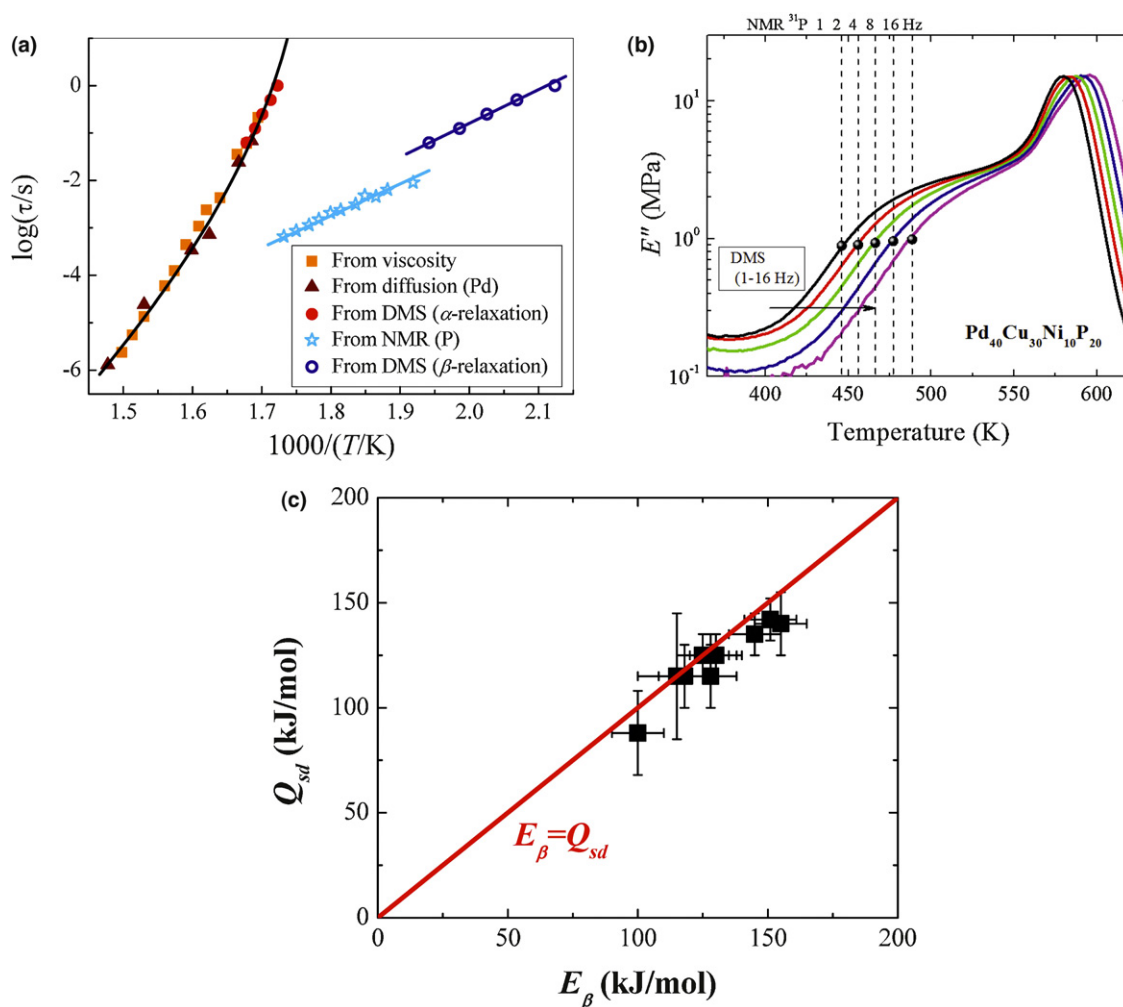 (a)
log(τ/s)
0
-2
-4
-6
From viscosity
From diffusion (Pd)
From DMS (α-relaxation)
From NMR (P)
From DMS (β-relaxation)
1.5 1.6 1.7 1.8 1.9 2.0 2.1
1000/(T/K)
NMR ³¹P 1 2 4 8 16 Hz
(b)
E″ (MPa)
10¹
10⁰
10⁻¹
DMS
(1-16 Hz)
Pd₄₀Cu₃₀Ni₁₀P₂₀
400 450 500 550 600
Temperature (K)
(c)
Q_sd (kJ/mol)
200
150
100
50
0
E_β=Q_sd
0 50 100 150 200
E_β (kJ/mol)